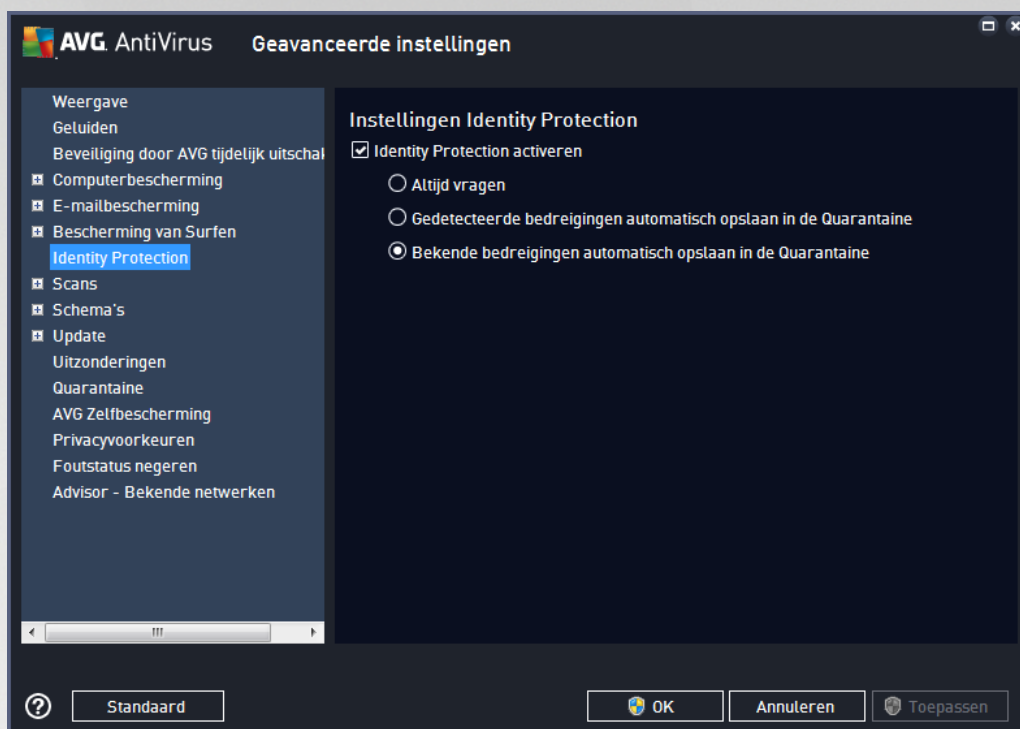 AVG. AntiVirus
Geavanceerde instellingen
Weergave
Geluiden
Beveiliging door AVG tijdelijk uitschak
Computerbescherming
E-mailbescherming
Bescherming van Surfen
Identity Protection
Scans
Schema's
Update
Uitzonderingen
Quarantaine
AVG Zelfbescherming
Privacyvoorkeuren
Foutstatus negeren
Advisor - Bekende netwerken
Instellingen Identity Protection
Identity Protection activeren
Altijd vragen
Gedetecteerde bedreigingen automatisch opslaan in de Quarantaine
Bekende bedreigingen automatisch opslaan in de Quarantaine
Standaard
OK
Annuleren
Toepassen